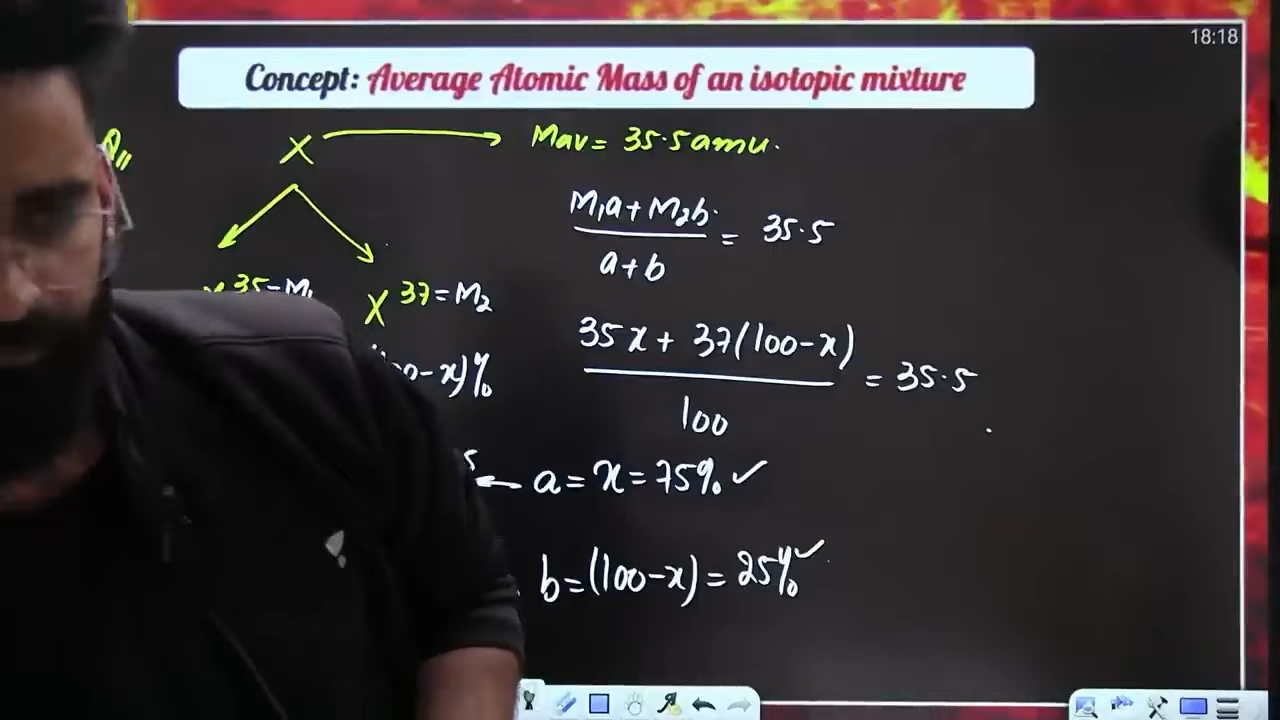 18:18
Concept: Average Atomic Mass of an isotopic mixture
X → Mav = 35.5 amu.
M₁a + M₂b / a + b = 35.5
X³⁷ = M₂
35x + 37(100-x) / 100 = 35.5
a = x = 75% ✓
b = (100-x) = 25% ✓